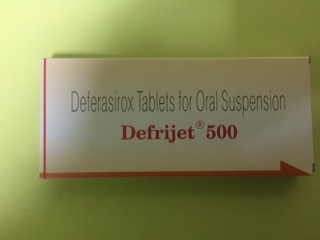 Deferasirox Tablets for Oral Suspension
Defrijet® 500